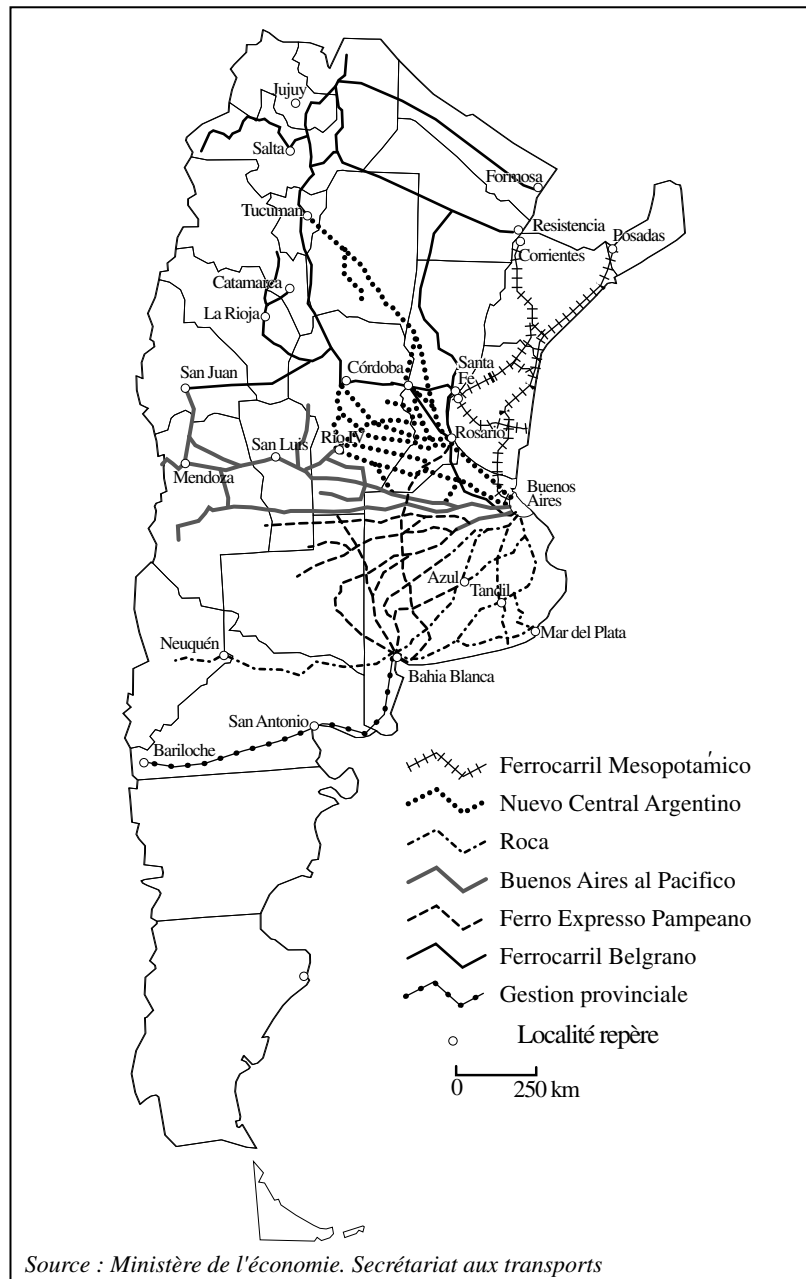 Jujuy
Salta
Formosa
Tucuman
Resistencia
Posadas
Corrientes
Catamarca
La Rioja
Santa
Fé
Córdoba
San Juan
Rosario
San Luis
Río IV
Mendoza
Buenos
Aires
Azul
Tandil
Mar del Plata
Neuquén
Bahia Blanca
San Antonio
Bariloche
Ferrocarril Mesopotámico
Nuevo Central Argentino
Roca
Buenos Aires al Pacifico
Ferro Expresso Pampeano
Ferrocarril Belgrano
Gestion provinciale
Localité repère
0 250 km
Source : Ministère de l'économie. Secrétariat aux transports